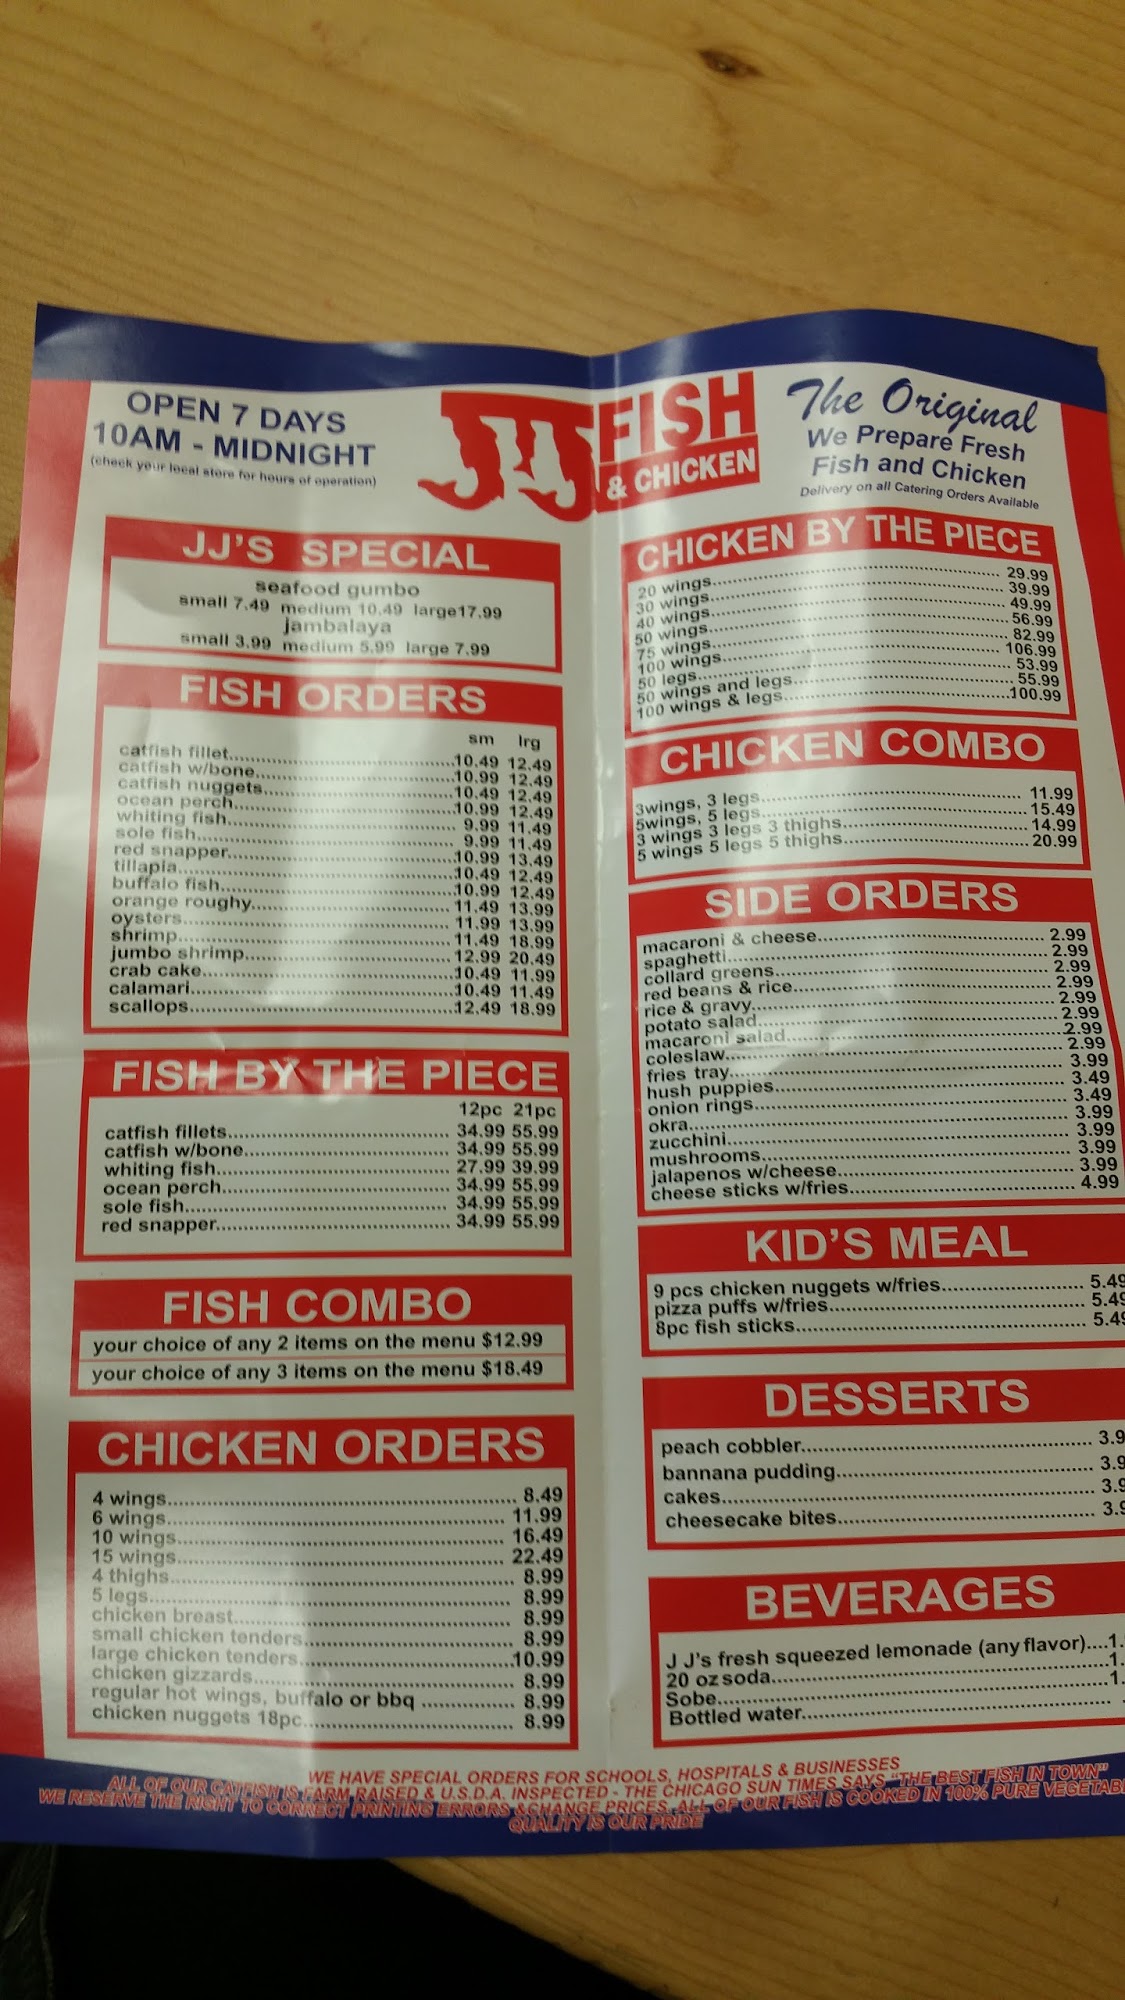 OPEN 7 DAYS
10AM - MIDNIGHT
(check your local store for hours of operation)
JJ FISH
& CHICKEN
The Original
We Prepare Fresh
Fish and Chicken
Delivery on all Catering Orders Available
JJ'S SPECIAL
seafood gumbo
small 7.49 medium 10.49 large17.99
jambalaya
small 3.99 medium 5.99 large 7.99
FISH ORDERS
sm lrg
catfish fillet 10.49 12.49
catfish w/bone 10.99 12.49
catfish nuggets 10.49 12.49
ocean perch 10.99 12.49
whiting fish 9.99 11.49
sole fish 9.99 11.49
red snapper 10.99 13.49
tillapia 10.49 12.49
buffalo fish 10.99 12.49
orange roughy 11.49 13.99
oysters 11.99 13.99
shrimp 11.49 18.99
jumbo shrimp 12.99 20.49
crab cake 10.49 11.99
calamari 10.49 11.49
scallops 12.49 18.99
FISH BY THE PIECE
12pc 21pc
catfish fillets 34.99 55.99
catfish w/bone 34.99 55.99
whiting fish 27.99 39.99
ocean perch 34.99 55.99
sole fish 34.99 55.99
red snapper 34.99 55.99
FISH COMBO
your choice of any 2 items on the menu $12.99
your choice of any 3 items on the menu $18.49
CHICKEN ORDERS
4 wings 8.49
6 wings 11.99
10 wings 16.49
15 wings 22.49
4 thighs 8.99
5 legs 8.99
chicken breast 8.99
small chicken tenders 8.99
large chicken tenders 10.99
chicken gizzards 8.99
regular hot wings, buffalo or bbq 8.99
chicken nuggets 18pc 8.99
CHICKEN BY THE PIECE
20 wings 29.99
30 wings 39.99
40 wings 49.99
50 wings 56.99
75 wings 82.99
100 wings 106.99
50 legs 53.99
50 wings and legs 55.99
100 wings & legs 100.99
CHICKEN COMBO
3wings, 3 legs 11.99
5wings, 5 legs 15.49
3 wings 3 legs 3 thighs 14.99
5 wings 5 legs 5 thighs 20.99
SIDE ORDERS
macaroni & cheese 2.99
spaghetti 2.99
collard greens 2.99
red beans & rice 2.99
rice & gravy 2.99
potato salad 2.99
macaroni salad 2.99
coleslaw 2.99
fries tray 3.99
hush puppies 3.49
onion rings 3.49
okra 3.99
zucchini 3.99
mushrooms 3.99
jalapenos w/cheese 3.99
cheese sticks w/fries 4.99
KID'S MEAL
9 pcs chicken nuggets w/fries 5.49
pizza puffs w/fries 5.49
8pc fish sticks 5.49
DESSERTS
peach cobbler 3.9
bannana pudding 3.9
cakes 3.9
cheesecake bites 3.9
BEVERAGES
J J's fresh squeezed lemonade (any flavor) 1.
20 oz soda 1.
Sobe 1.
Bottled water
WE HAVE SPECIAL ORDERS FOR SCHOOLS, HOSPITALS & BUSINESSES
ALL OF OUR CATFISH IS FARM RAISED & U.S.D.A. INSPECTED - THE CHICAGO SUN TIMES SAYS "THE BEST FISH IN TOWN"
WE RESERVE THE RIGHT TO CORRECT PRINTING ERRORS & CHANGE PRICES. ALL OF OUR FISH IS COOKED IN 100% PURE VEGETAB
QUALITY IS OUR PRIDE